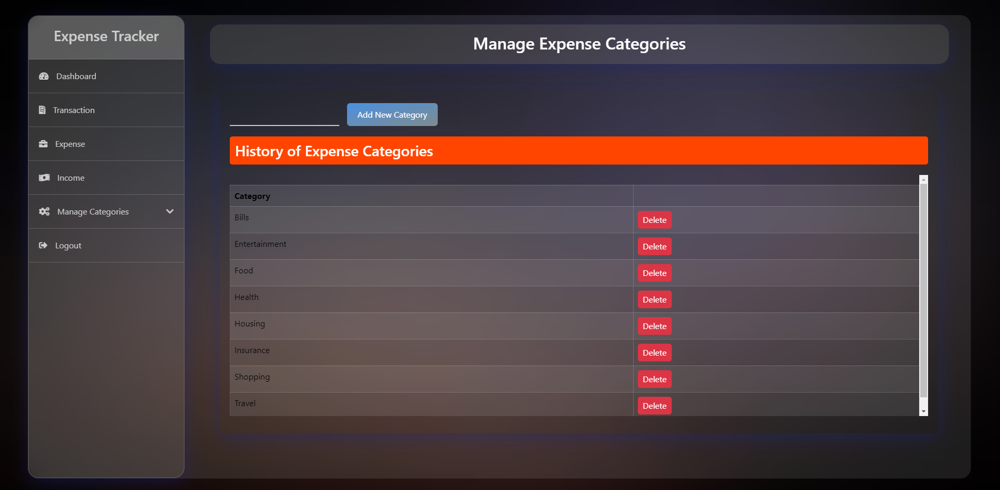 Expense Tracker
Dashboard
Transaction
Expense
Income
Manage Categories
Logout
Manage Expense Categories
Add New Category
History of Expense Categories
Category
Bills Delete
Entertainment Delete
Food Delete
Health Delete
Housing Delete
Insurance Delete
Shopping Delete
Travel Delete